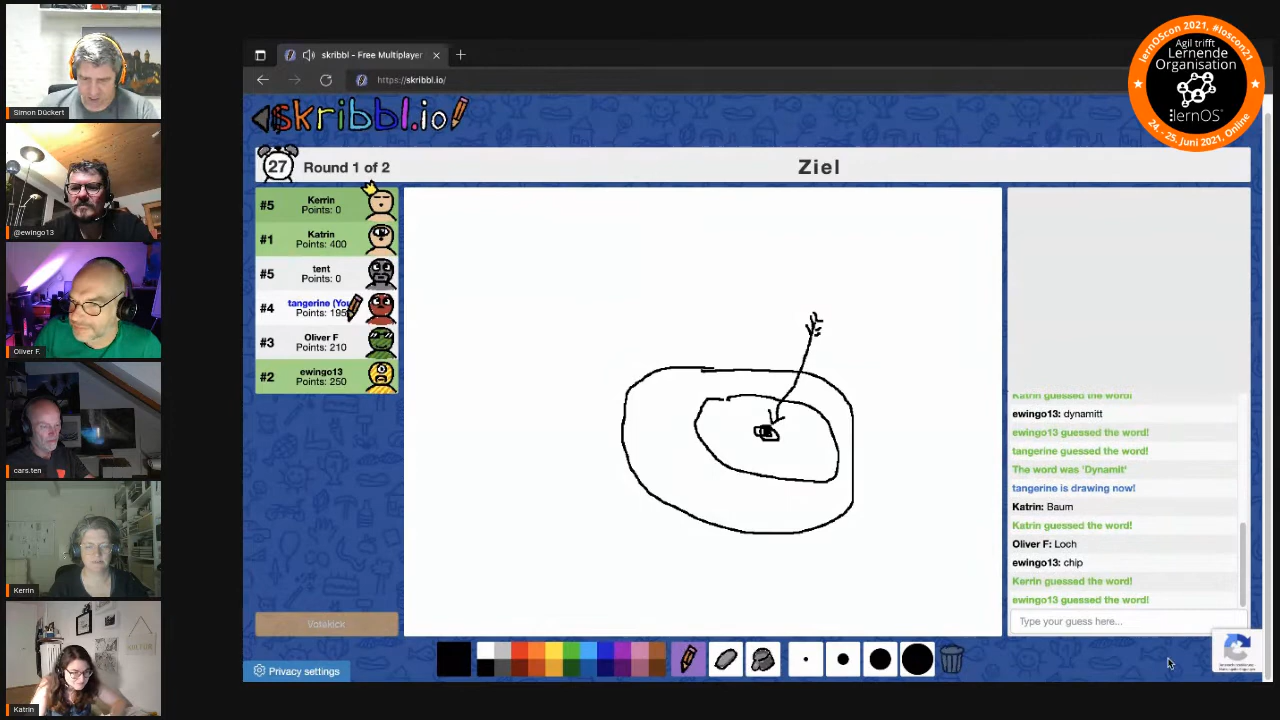 Simon Dückert
@ewingo13
Oliver F.
cars.ten
Kerrin
Katrin
skribbl - Free Multiplayer
https://skribbl.io/
skribbl.io
27
Round 1 of 2
Ziel
#5
Kerrin
Points: 0
#1
Katrin
Points: 400
#5
tent
Points: 0
#4
tangerine (You
Points: 195
#3
Oliver F
Points: 210
#2
ewingo13
Points: 250
Votekick
Privacy settings
Katrin guessed the word!
ewingo13: dynamitt
ewingo13 guessed the word!
tangerine guessed the word!
The word was 'Dynamit'
tangerine is drawing now!
Katrin: Baum
Katrin guessed the word!
Oliver F: Loch
ewingo13: chip
Kerrin guessed the word!
ewingo13 guessed the word!
Type your guess here...
lernOScon 2021, #loscon21
Agil trifft
Lernende
Organisation
lernOS
24. - 25. Juni 2021, Online